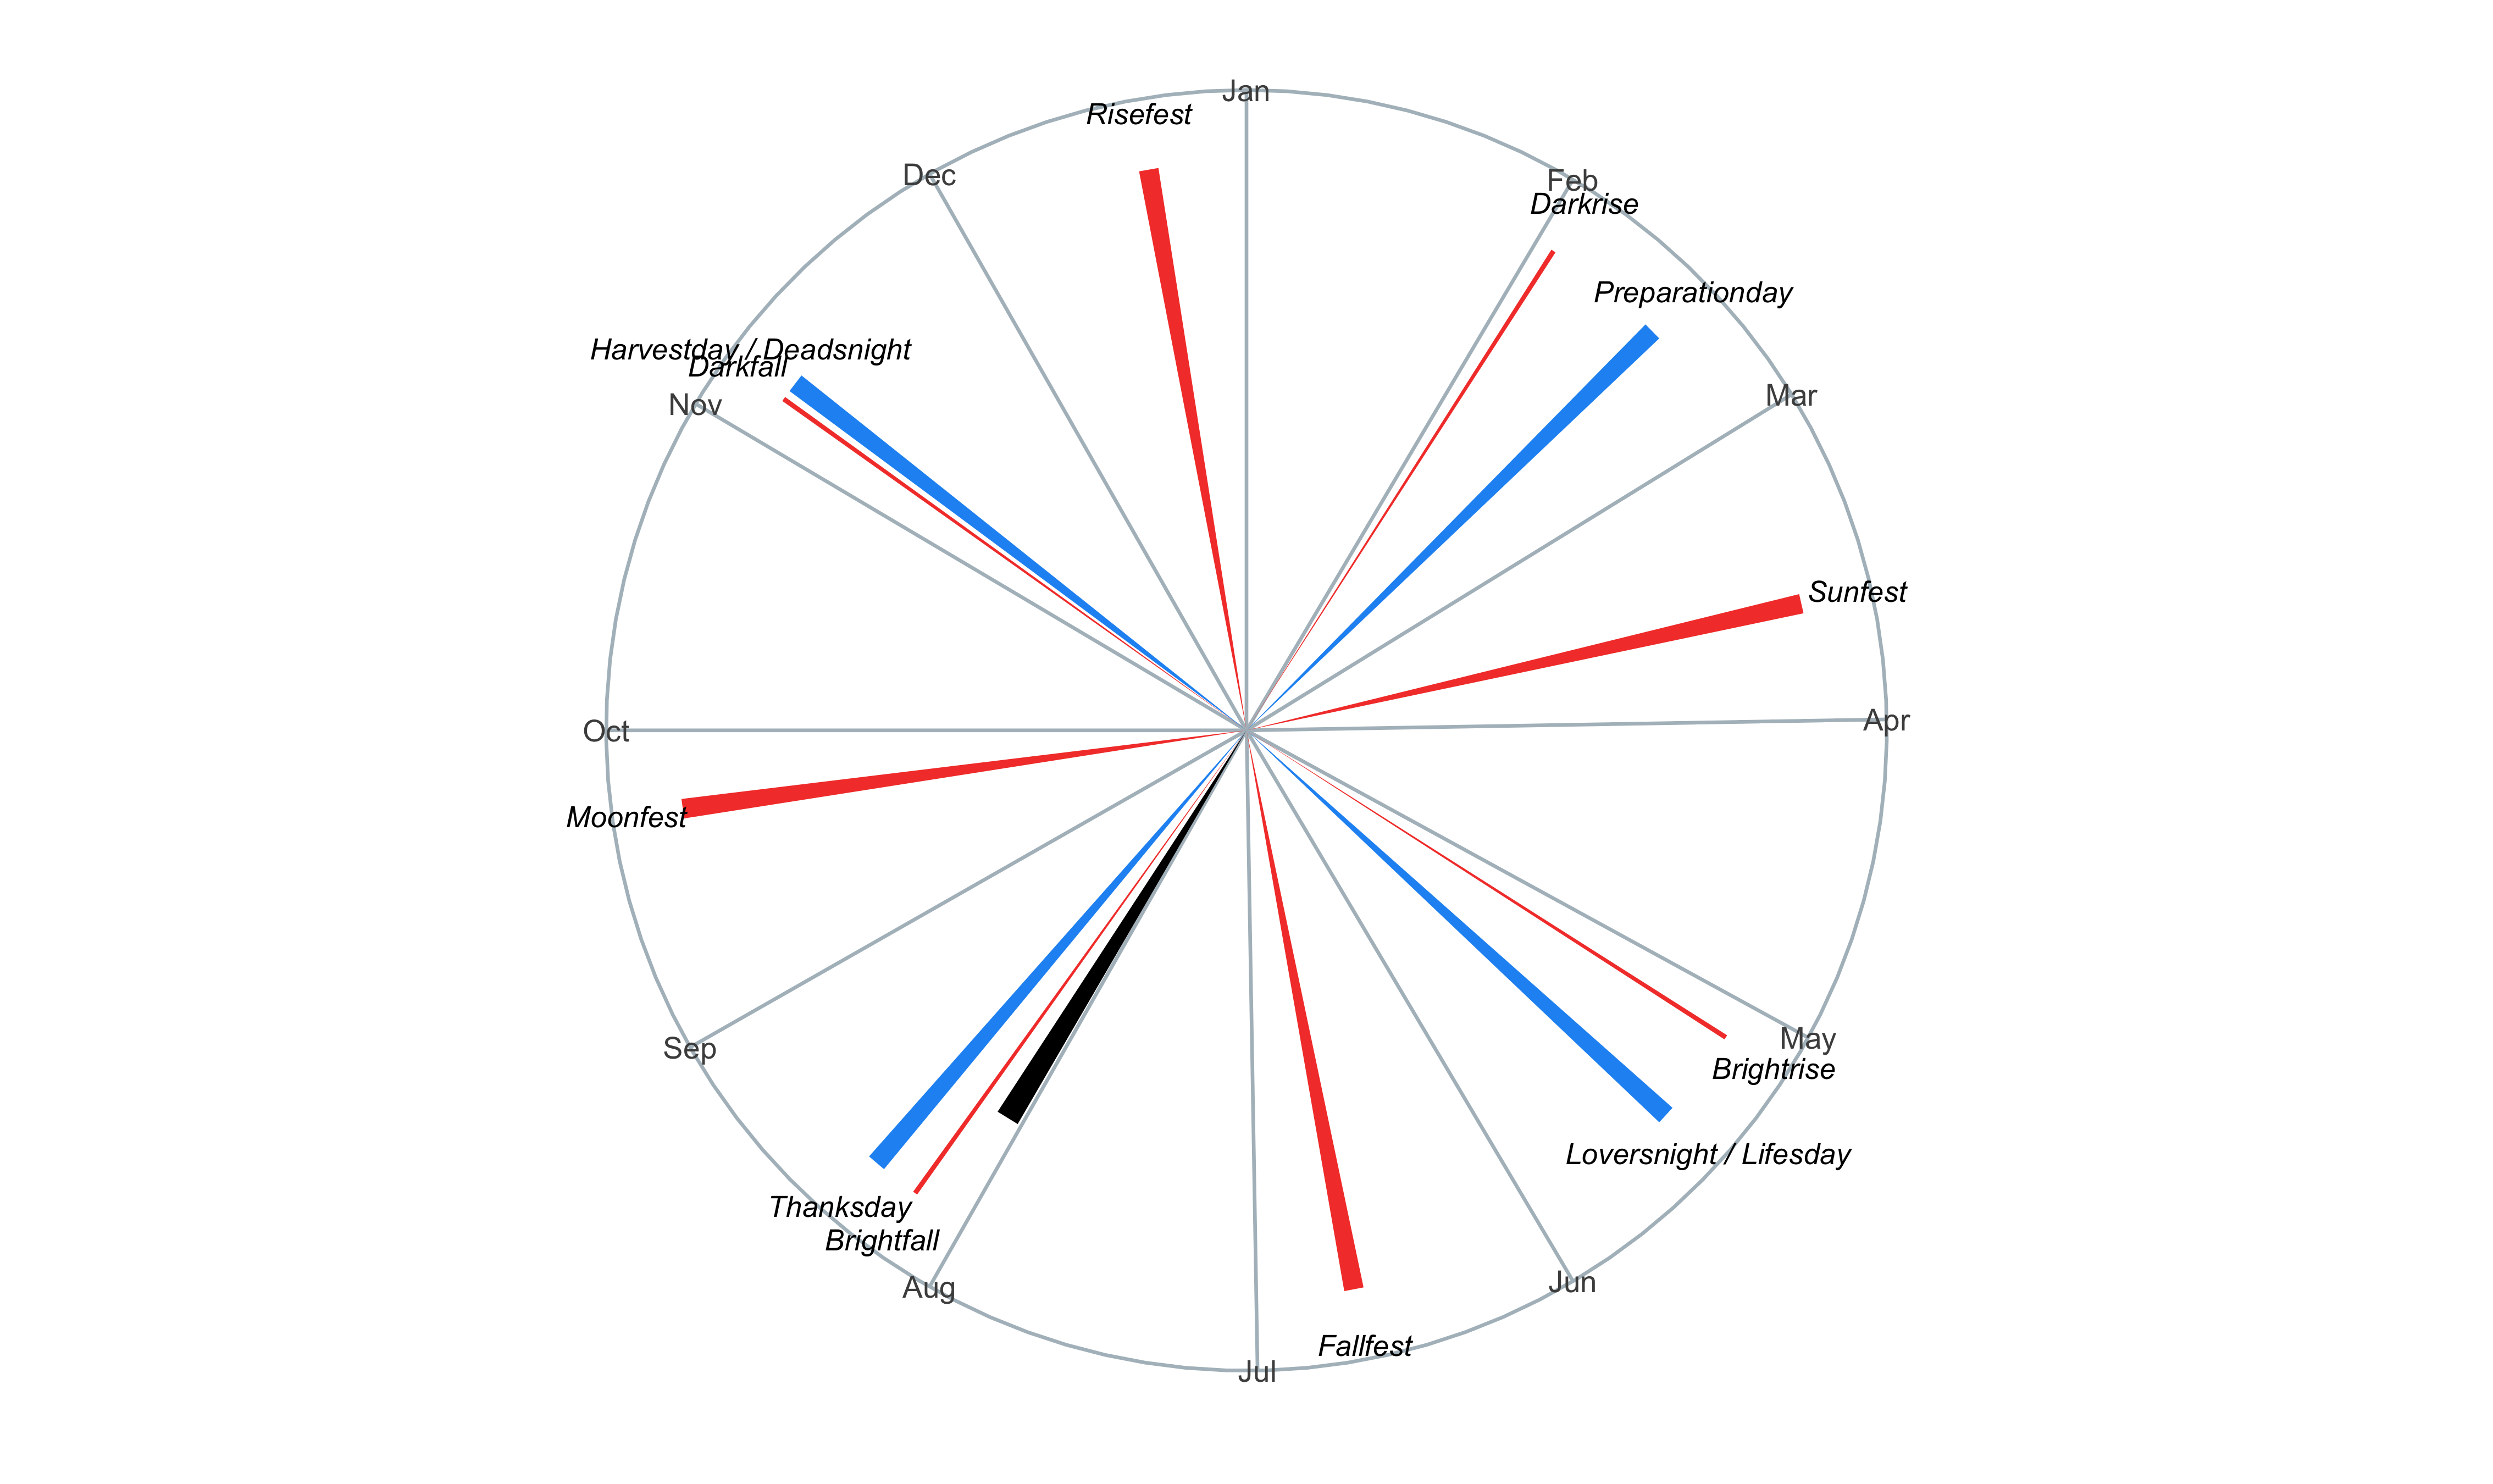 Jan
Risefest
Dec
Feb
Darkrise
Preparationday
Harvestday / Deadsnight
Darkfall
Nov
Mar
Sunfest
Oct
Apr
Moonfest
Sep
May
Brightrise
Loversnight / Lifesday
Thanksday
Brightfall
Aug
Jun
Fallfest
Jul